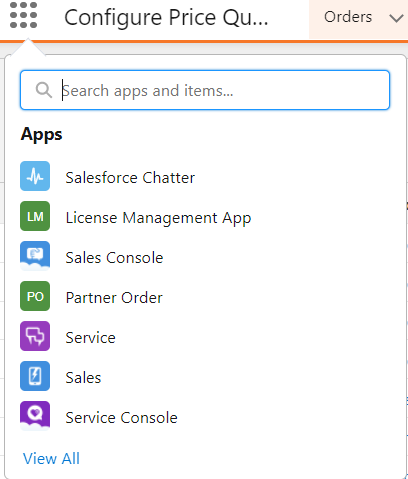 Configure Price Qu...
Orders
Search apps and items...
Apps
Salesforce Chatter
LM License Management App
Sales Console
PO Partner Order
Service
Sales
Service Console
View All